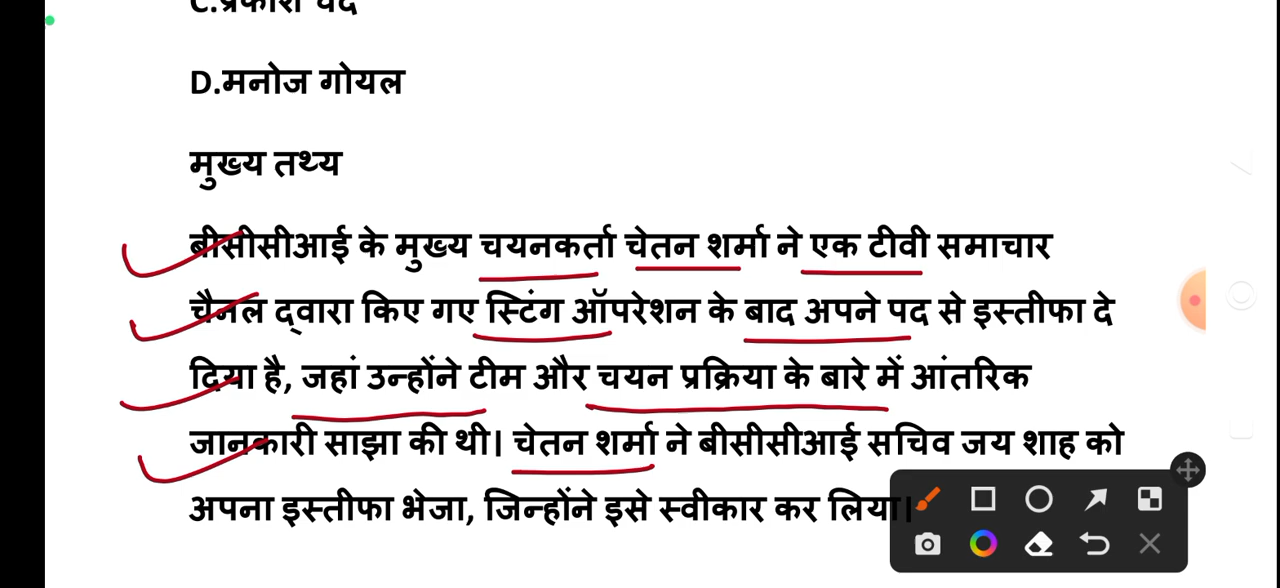 C.प्रकाश चंद
D.मनोज गोयल
मुख्य तथ्य
बीसीसीआई के मुख्य चयनकर्ता चेतन शर्मा ने एक टीवी समाचार
चैनल द्वारा किए गए स्टिंग ऑपरेशन के बाद अपने पद से इस्तीफा दे
दिया है, जहां उन्होंने टीम और चयन प्रक्रिया के बारे में आंतरिक
जानकारी साझा की थी। चेतन शर्मा ने बीसीसीआई सचिव जय शाह को
अपना इस्तीफा भेजा, जिन्होंने इसे स्वीकार कर लिया।